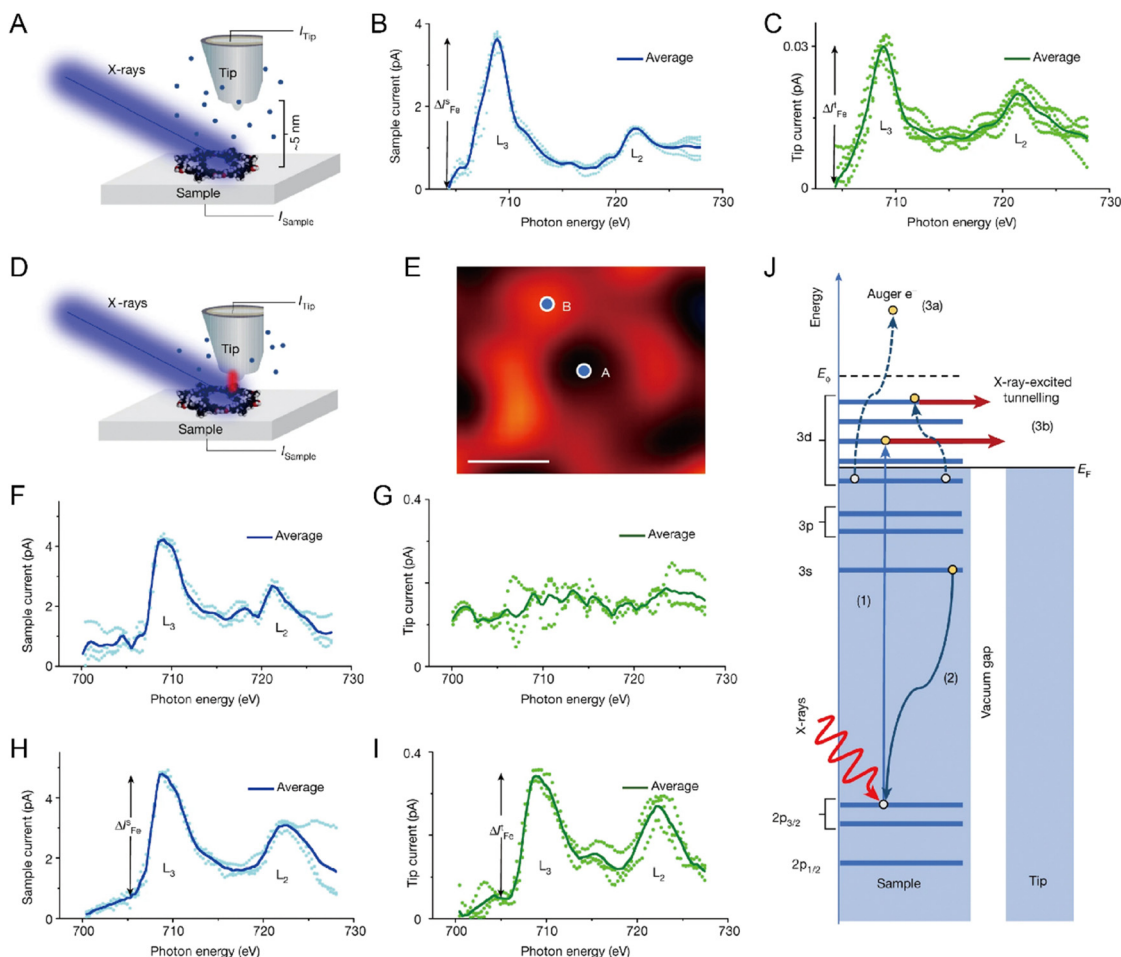 A
I_Tip
X-rays
Tip
~5 nm
Sample
I_Sample
B
Sample current (pA)
4
2
0
Average
ΔI^s_Fe
L3
L2
710
720
730
Photon energy (eV)
C
Tip current (pA)
0.03
0
Average
ΔI^t_Fe
L3
L2
710
720
730
Photon energy (eV)
D
I_Tip
X-rays
Tip
Sample
I_Sample
E
B
A
F
Sample current (pA)
4
2
0
Average
L3
L2
700
710
720
730
Photon energy (eV)
G
Tip current (pA)
0.4
0
Average
700
710
720
730
Photon energy (eV)
H
Sample current (pA)
4
2
0
Average
ΔI^s_Fe
L3
L2
700
710
720
730
Photon energy (eV)
I
Tip current (pA)
0.4
0
Average
ΔI^t_Fe
L3
L2
700
710
720
730
Photon energy (eV)
J
Energy
Auger e⁻
(3a)
E_ϕ
X-ray-excited
tunnelling
(3b)
3d
E_F
3p
3s
(1)
(2)
Vacuum gap
X-rays
2p3/2
2p1/2
Sample
Tip